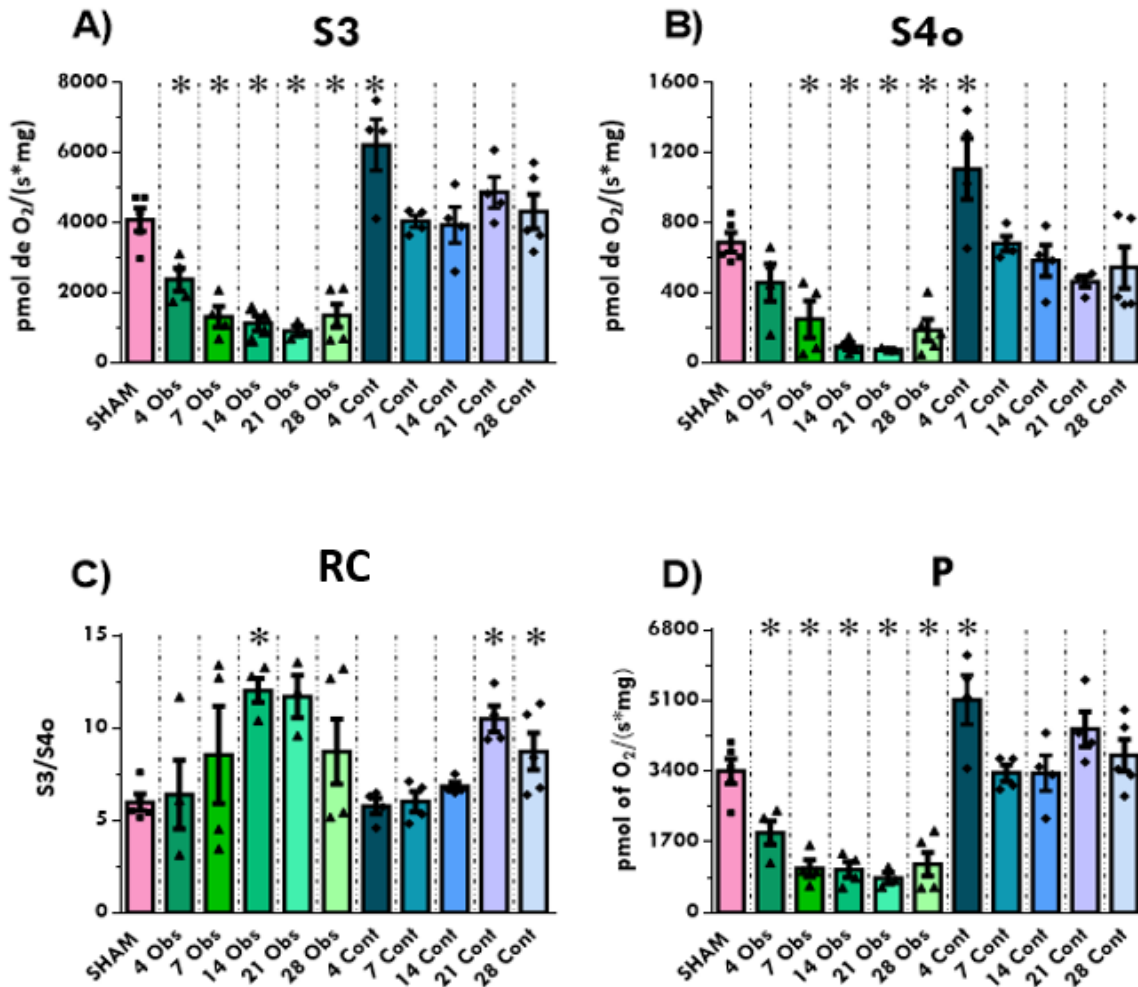 A) S3
8000
6000
4000
2000
0
pmol de O₂/(s*mg)
* * * * * *
SHAM 4 Obs 7 Obs 14 Obs 21 Obs 28 Obs 4 Cont 7 Cont 14 Cont 21 Cont 28 Cont
B) S4o
1600
1200
800
400
0
pmol de O₂/(s*mg)
* * * * *
SHAM 4 Obs 7 Obs 14 Obs 21 Obs 28 Obs 4 Cont 7 Cont 14 Cont 21 Cont 28 Cont
C) RC
15
10
5
0
S3/S4o
* * *
SHAM 4 Obs 7 Obs 14 Obs 21 Obs 28 Obs 4 Cont 7 Cont 14 Cont 21 Cont 28 Cont
D) P
6800
5100
3400
1700
0
pmol of O₂/(s*mg)
* * * * * *
SHAM 4 Obs 7 Obs 14 Obs 21 Obs 28 Obs 4 Cont 7 Cont 14 Cont 21 Cont 28 Cont